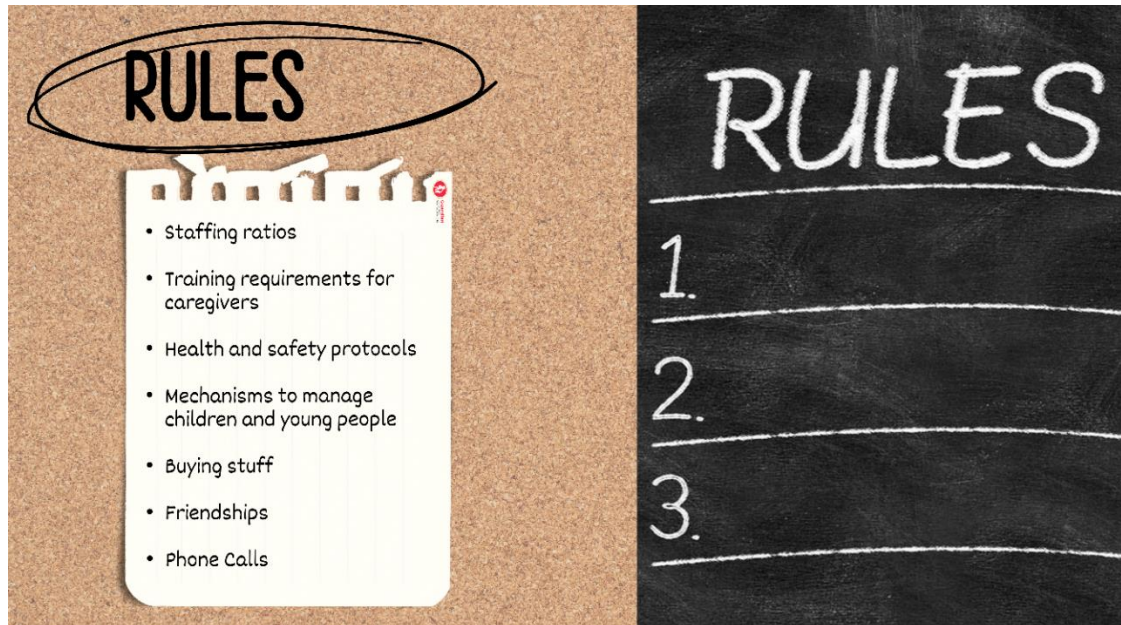 RULES
• Staffing ratios
• Training requirements for
caregivers
• Health and safety protocols
• Mechanisms to manage
children and young people
• Buying stuff
• Friendships
• Phone Calls
RULES
1.
2.
3.